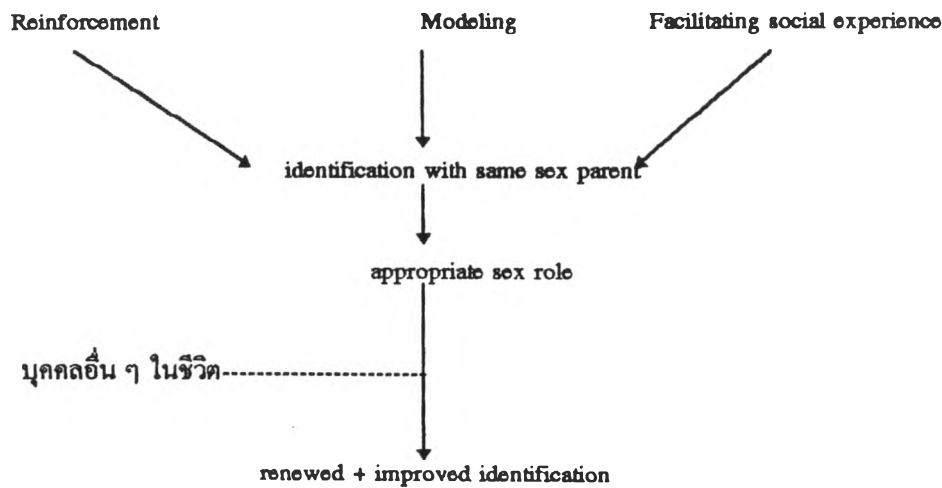 Reinforcement Modeling Facilitating social experience
identification with same sex parent
appropriate sex role
บุคคลอื่น ๆ ในชีวิต
renewed + improved identification